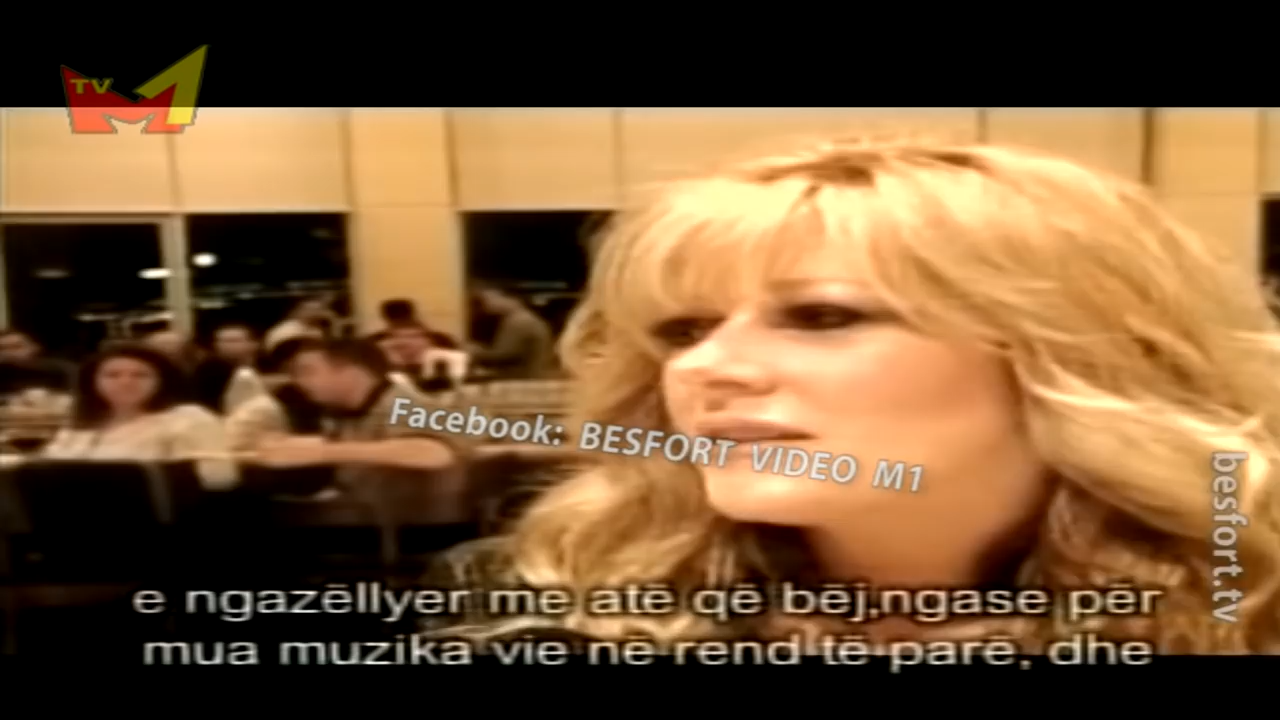 TV M1
Facebook: BESFORT VIDEO M1
besfort.tv
e ngazëllyer me atë që bëj,ngase për
mua muzika vie në rend të parë, dhe